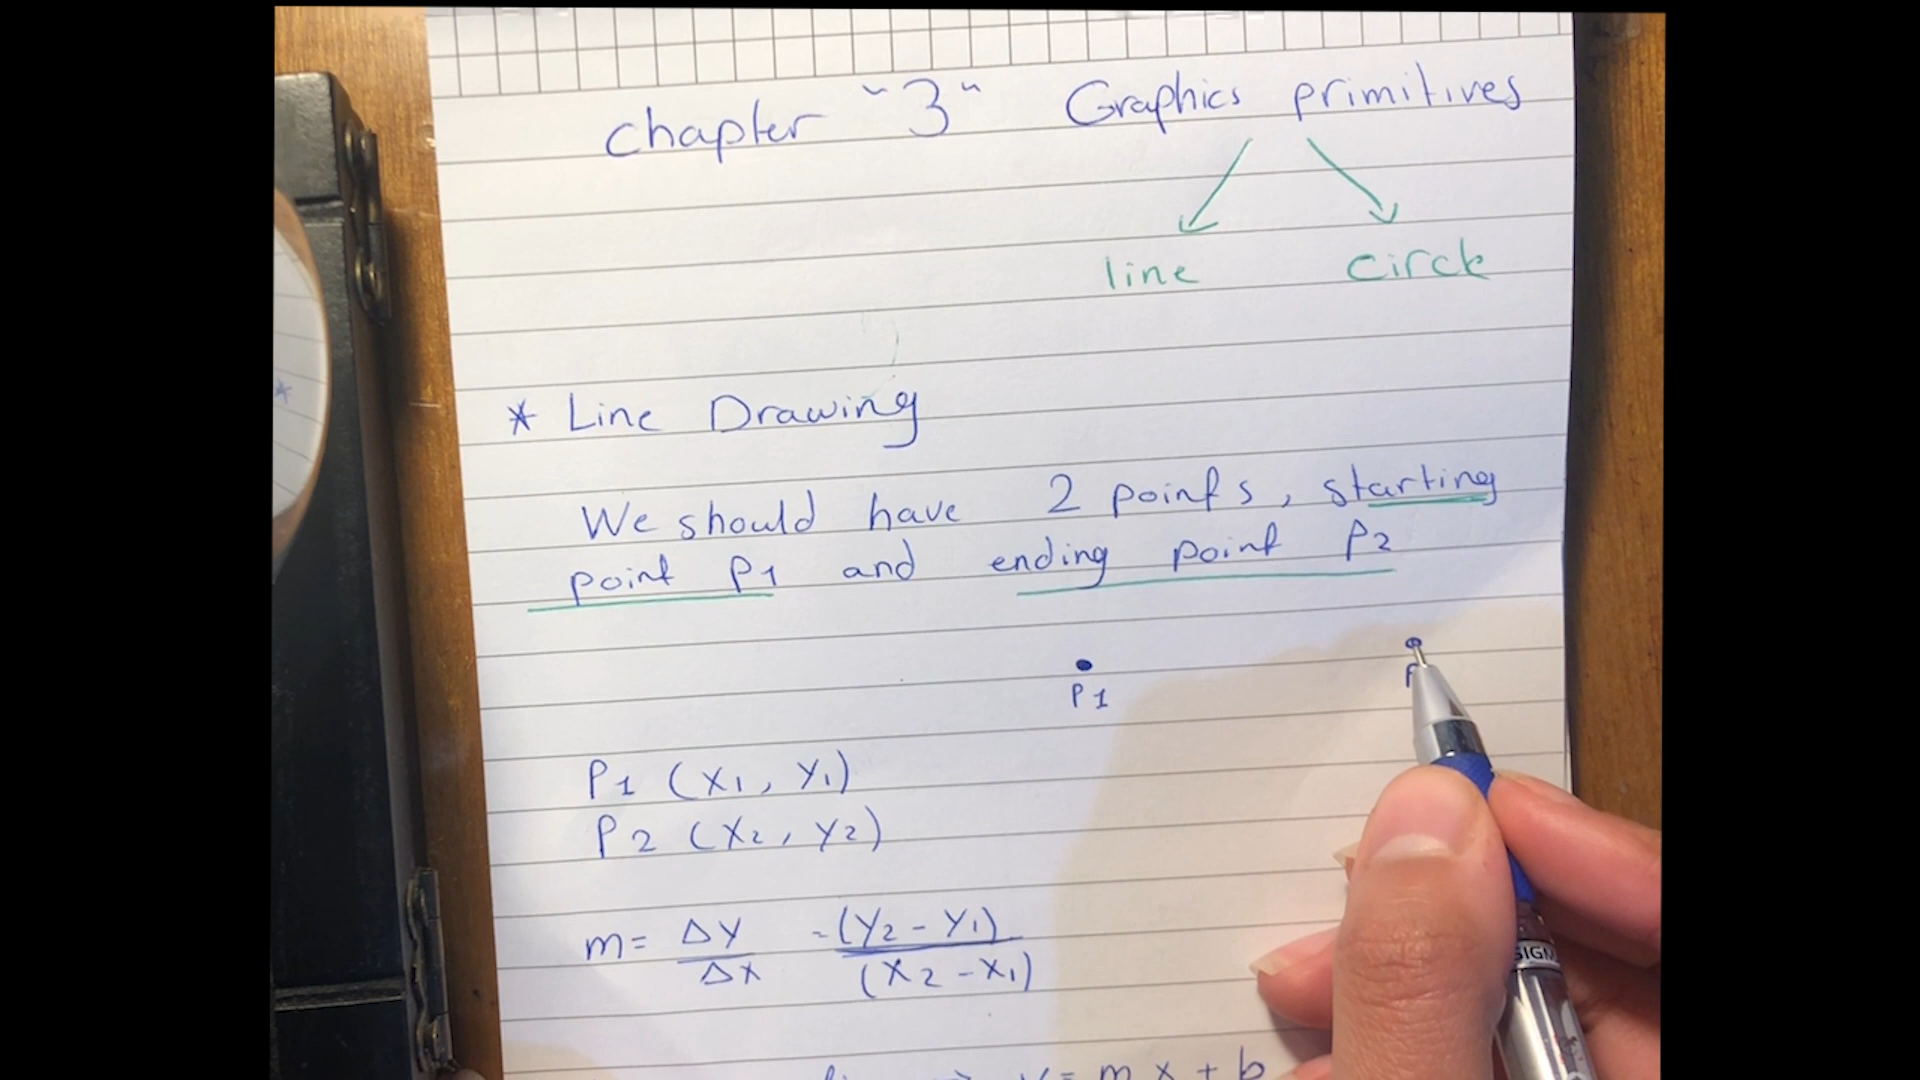 chapter "3" Graphics primitives
line circle
* Line Drawing
We should have 2 points, starting
point P1 and ending point P2
P1
P1 (X1, Y1)
P2 (X2, Y2)
m = ΔY/ΔX = (Y2 - Y1)/(X2 - X1)
y = mx + b